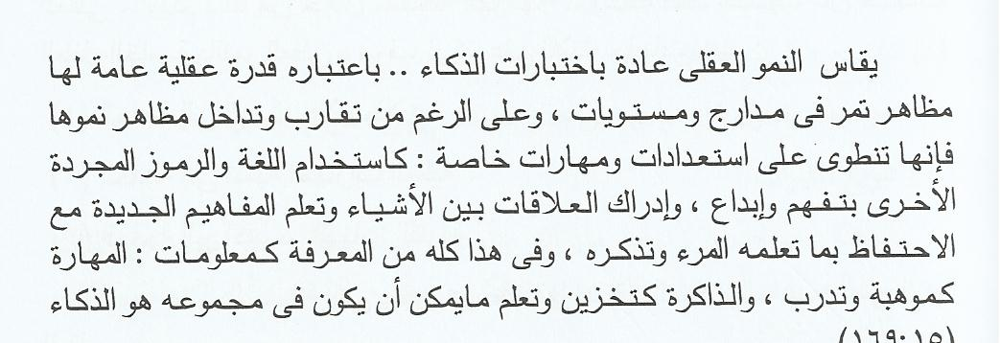 يقاس النمو العقلى عادة باختبارات الذكاء .. باعتباره قدرة عقلية عامة لها
مظاهر تمر فى مدارج ومستويات ، وعلى الرغم من تقارب وتداخل مظاهر نموها
فإنها تنطوى على استعدادات ومهارات خاصة : كاستخدام اللغة والرموز المجردة
الأخرى بتفهم وإبداع ، وإدراك العلاقات بين الأشياء وتعلم المفاهيم الجديدة مع
الاحتفاظ بما تعلمه المرء وتذكره ، وفى هذا كله من المعرفة كمعلومات : المهارة
كموهبة وتدرب ، والذاكرة كتخزين وتعلم مايمكن أن يكون فى مجموعه هو الذكاء
(١٦٩:١٥)